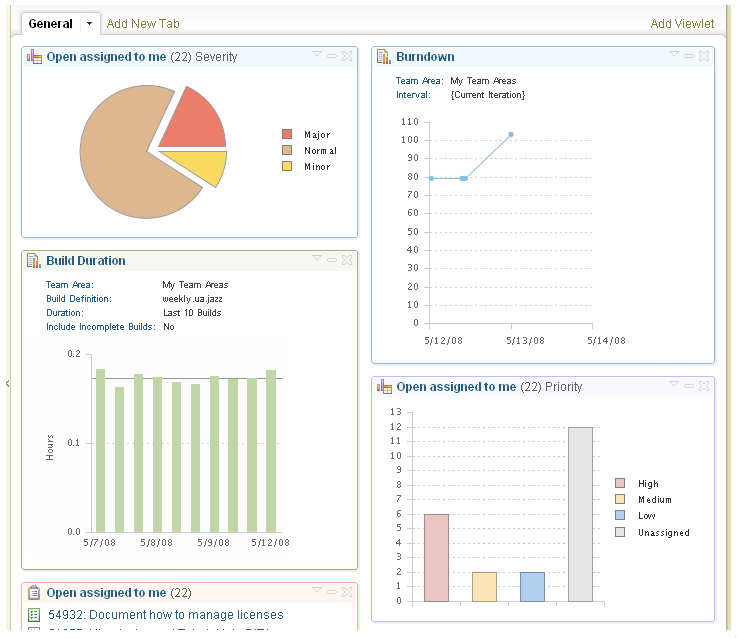 General Add New Tab Add Viewlet
Open assigned to me (22) Severity
Major
Normal
Minor
Build Duration
Team Area: My Team Areas
Build Definition: weekly.ua.jazz
Duration: Last 10 Builds
Include Incomplete Builds: No
0.2
0.1
0.0
Hours
5/7/08 5/8/08 5/9/08 5/12/08
Open assigned to me (22)
54932: Document how to manage licenses
Burndown
Team Area: My Team Areas
Interval: {Current Iteration}
110
100
90
80
70
60
50
40
30
20
10
0
5/12/08 5/13/08 5/14/08
Open assigned to me (22) Priority
13
12
11
10
9
8
7
6
5
4
3
2
1
0
High
Medium
Low
Unassigned